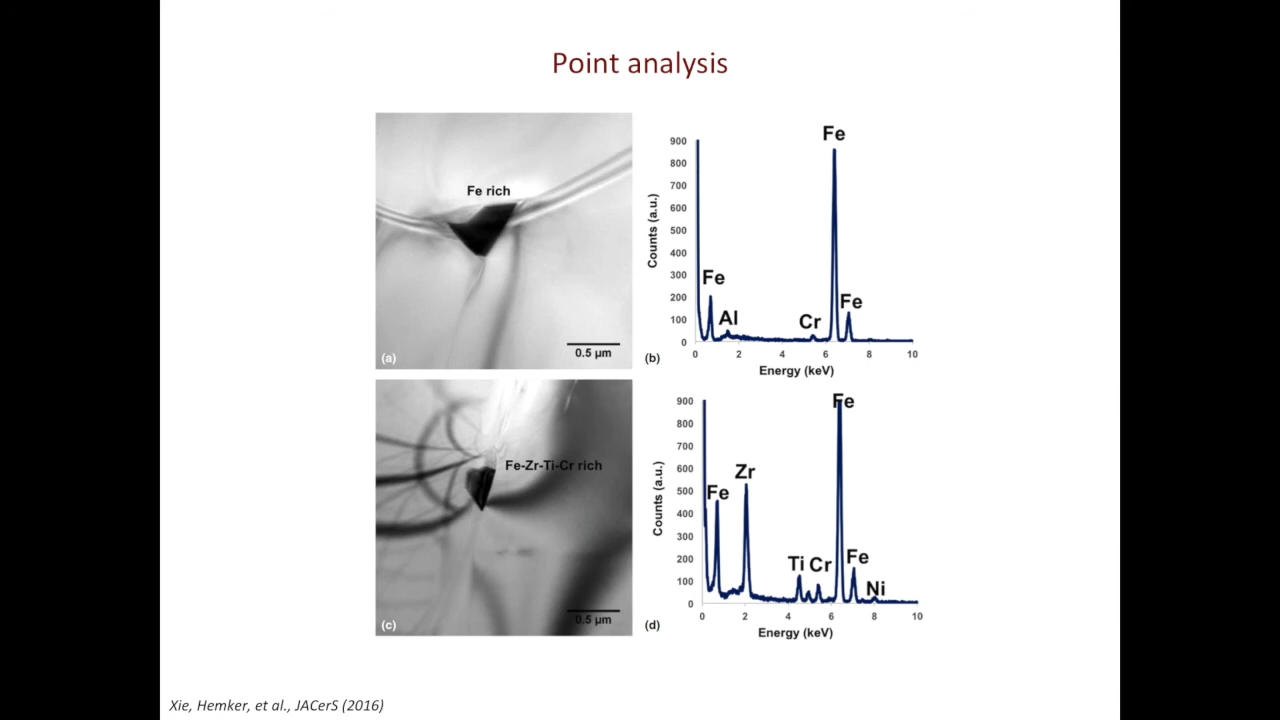 Point analysis
Fe rich
0.5 µm
(a)
Fe
Fe
Al
Cr
Fe
900
800
700
600
500
400
300
200
100
0
0 2 4 6 8 10
Counts (a.u.)
Energy (keV)
(b)
Fe-Zr-Ti-Cr rich
0.5 µm
(c)
Fe
Zr
Fe
Ti Cr
Fe
Ni
900
800
700
600
500
400
300
200
100
0
0 2 4 6 8 10
Counts (a.u.)
Energy (keV)
(d)
Xie, Hemker, et al., JACerS (2016)